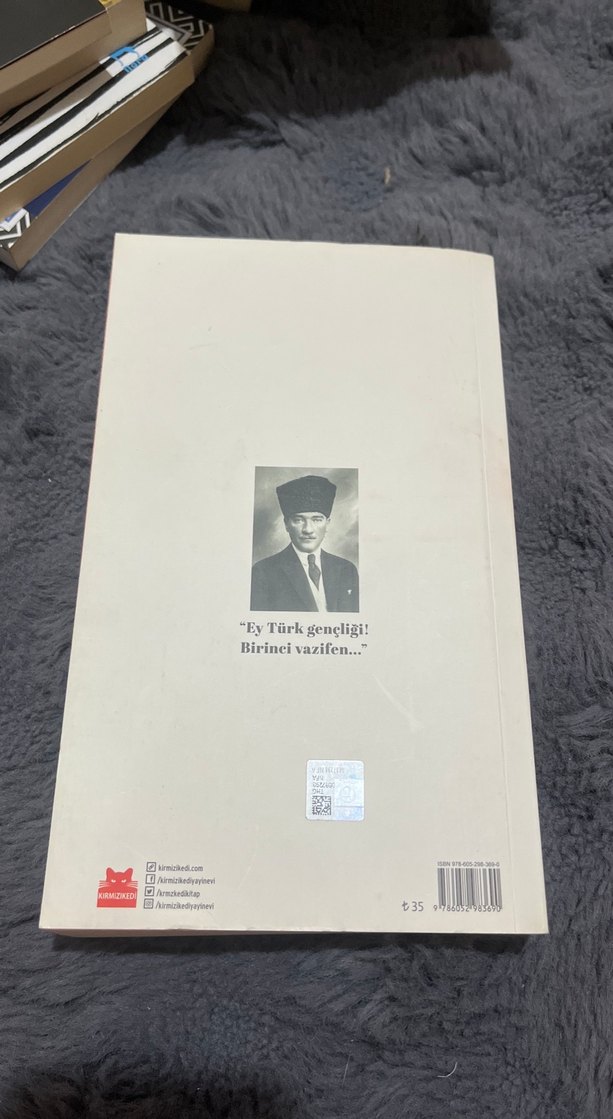 “Ey Türk gençliği!
Birinci vazifen...”
KIRMIZIKEDİ
kirmizikedi.com
/kirmizikediyayinevi
/krmzkedikitap
/kirmizikediyayinevi
ISBN 978-605-298-369-0
₺ 35
9 786052 983690